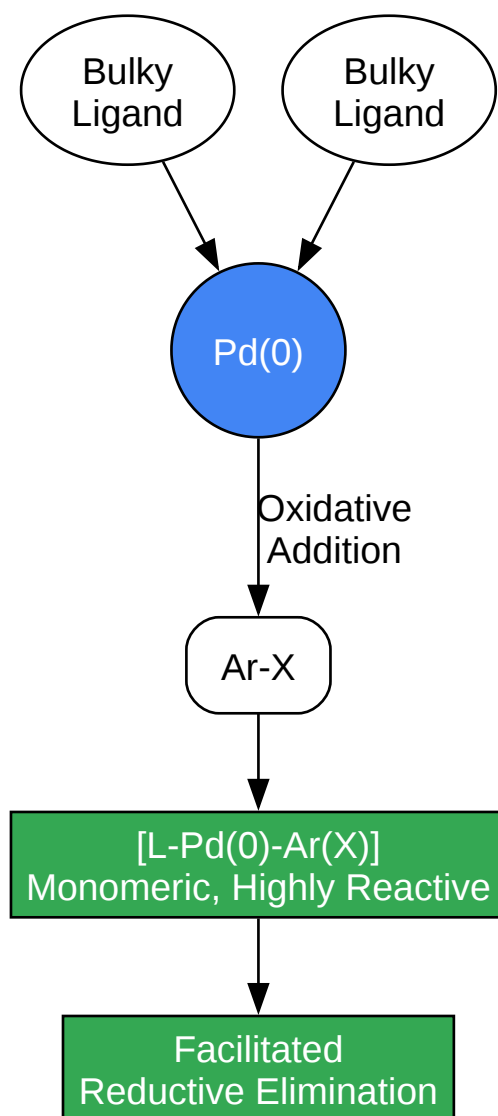 Bulky
Ligand
Bulky
Ligand
Pd(0)
Oxidative
Addition
Ar-X
[L-Pd(0)-Ar(X)]
Monomeric, Highly Reactive
Facilitated
Reductive Elimination